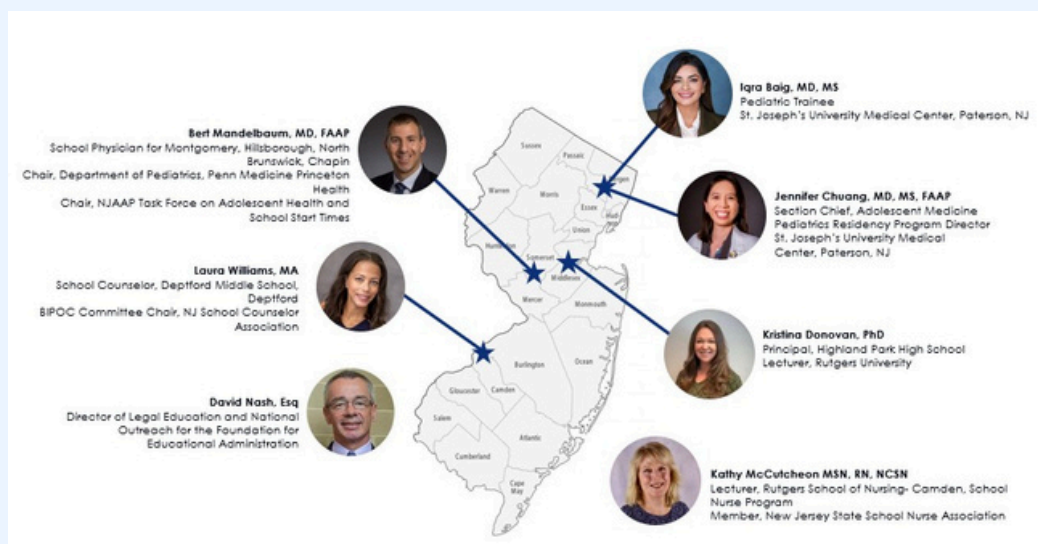 Iqra Baig, MD, MS
Pediatric Trainee
St. Joseph's University Medical Center, Paterson, NJ
Bert Mandelbaum, MD, FAAP
School Physician for Montgomery, Hillsborough, North
Brunswick, Chapin
Chair, Department of Pediatrics, Penn Medicine Princeton
Health
Chair, NJAAP Task Force on Adolescent Health and
School Start Times
Jennifer Chuang, MD, MS, FAAP
Section Chief, Adolescent Medicine
Pediatrics Residency Program Director
St. Joseph's University Medical
Center, Paterson, NJ
Laura Williams, MA
School Counselor, Deptford Middle School,
Deptford
BIPOC Committee Chair, NJ School Counselor
Association
Kristina Donovan, PhD
Principal, Highland Park High School
Lecturer, Rutgers University
David Nash, Esq
Director of Legal Education and National
Outreach for the Foundation for
Educational Administration
Kathy McCutcheon MSN, RN, NCSN
Lecturer, Rutgers School of Nursing- Camden, School
Nurse Program
Member, New Jersey State School Nurse Association
Sussex
Passaic
Warren
Morris
Essex
Union
Somerset
Middlesex
Mercer
Monmouth
Ocean
Burlington
Gloucester
Camden
Salem
Atlantic
Cumberland
Cape
May